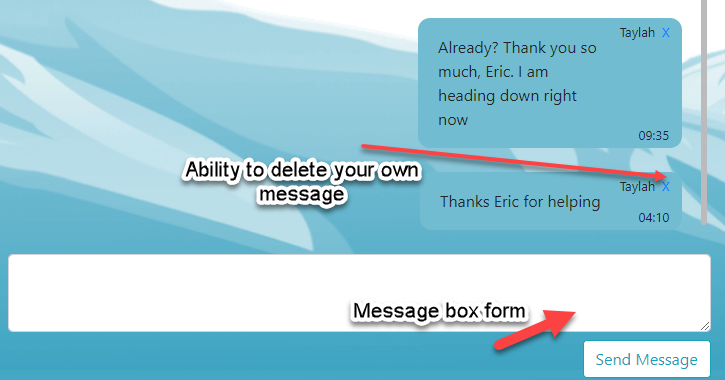 Taylah X
Already? Thank you so
much, Eric. I am
heading down right
now
09:35
Ability to delete your own
message
Taylah X
Thanks Eric for helping
04:10
Message box form
Send Message